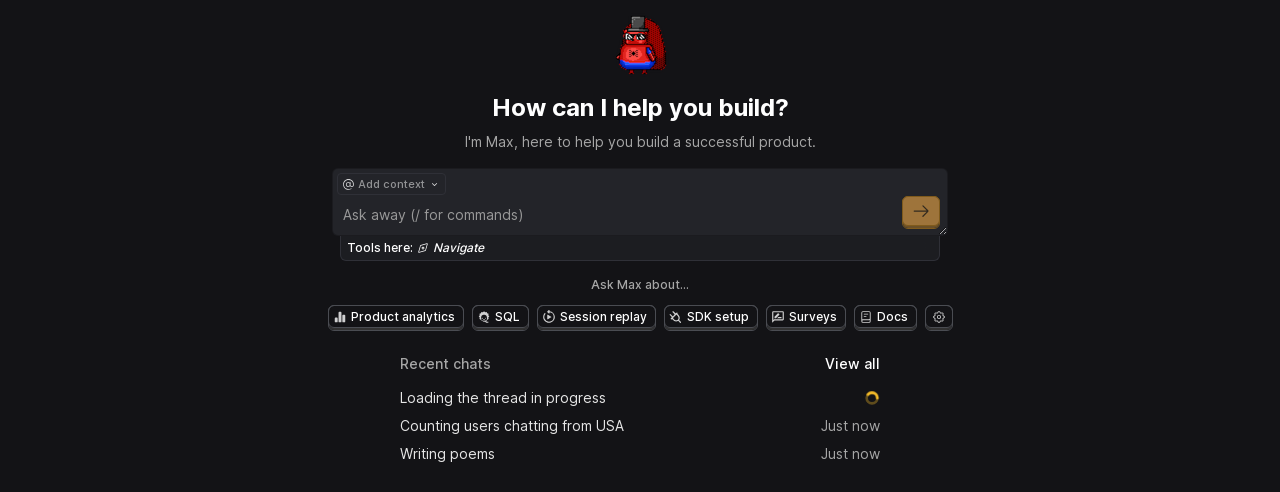 How can I help you build?
I'm Max, here to help you build a successful product.
@ Add context
Ask away (/ for commands)
Tools here: Navigate
Ask Max about...
Product analytics SQL Session replay SDK setup Surveys Docs
Recent chats View all
Loading the thread in progress
Counting users chatting from USA Just now
Writing poems Just now